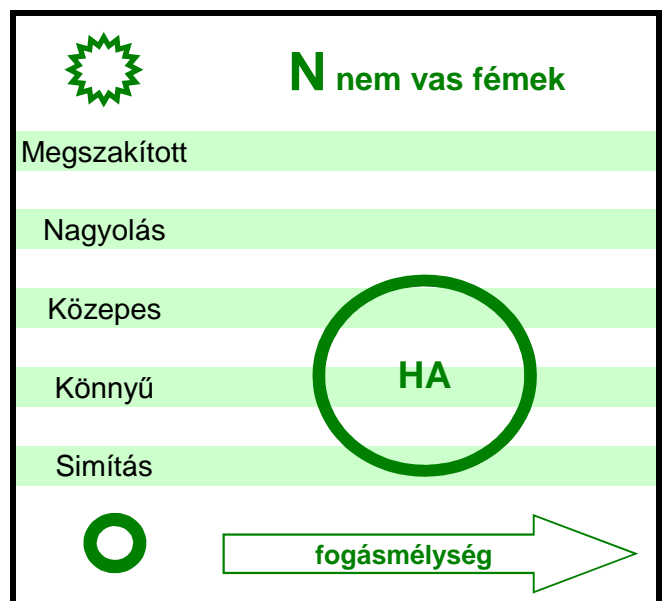 N nem vas fémek
Megszakított
Nagyolás
Közepes
Könnyű
HA
Simítás
fogásmélység